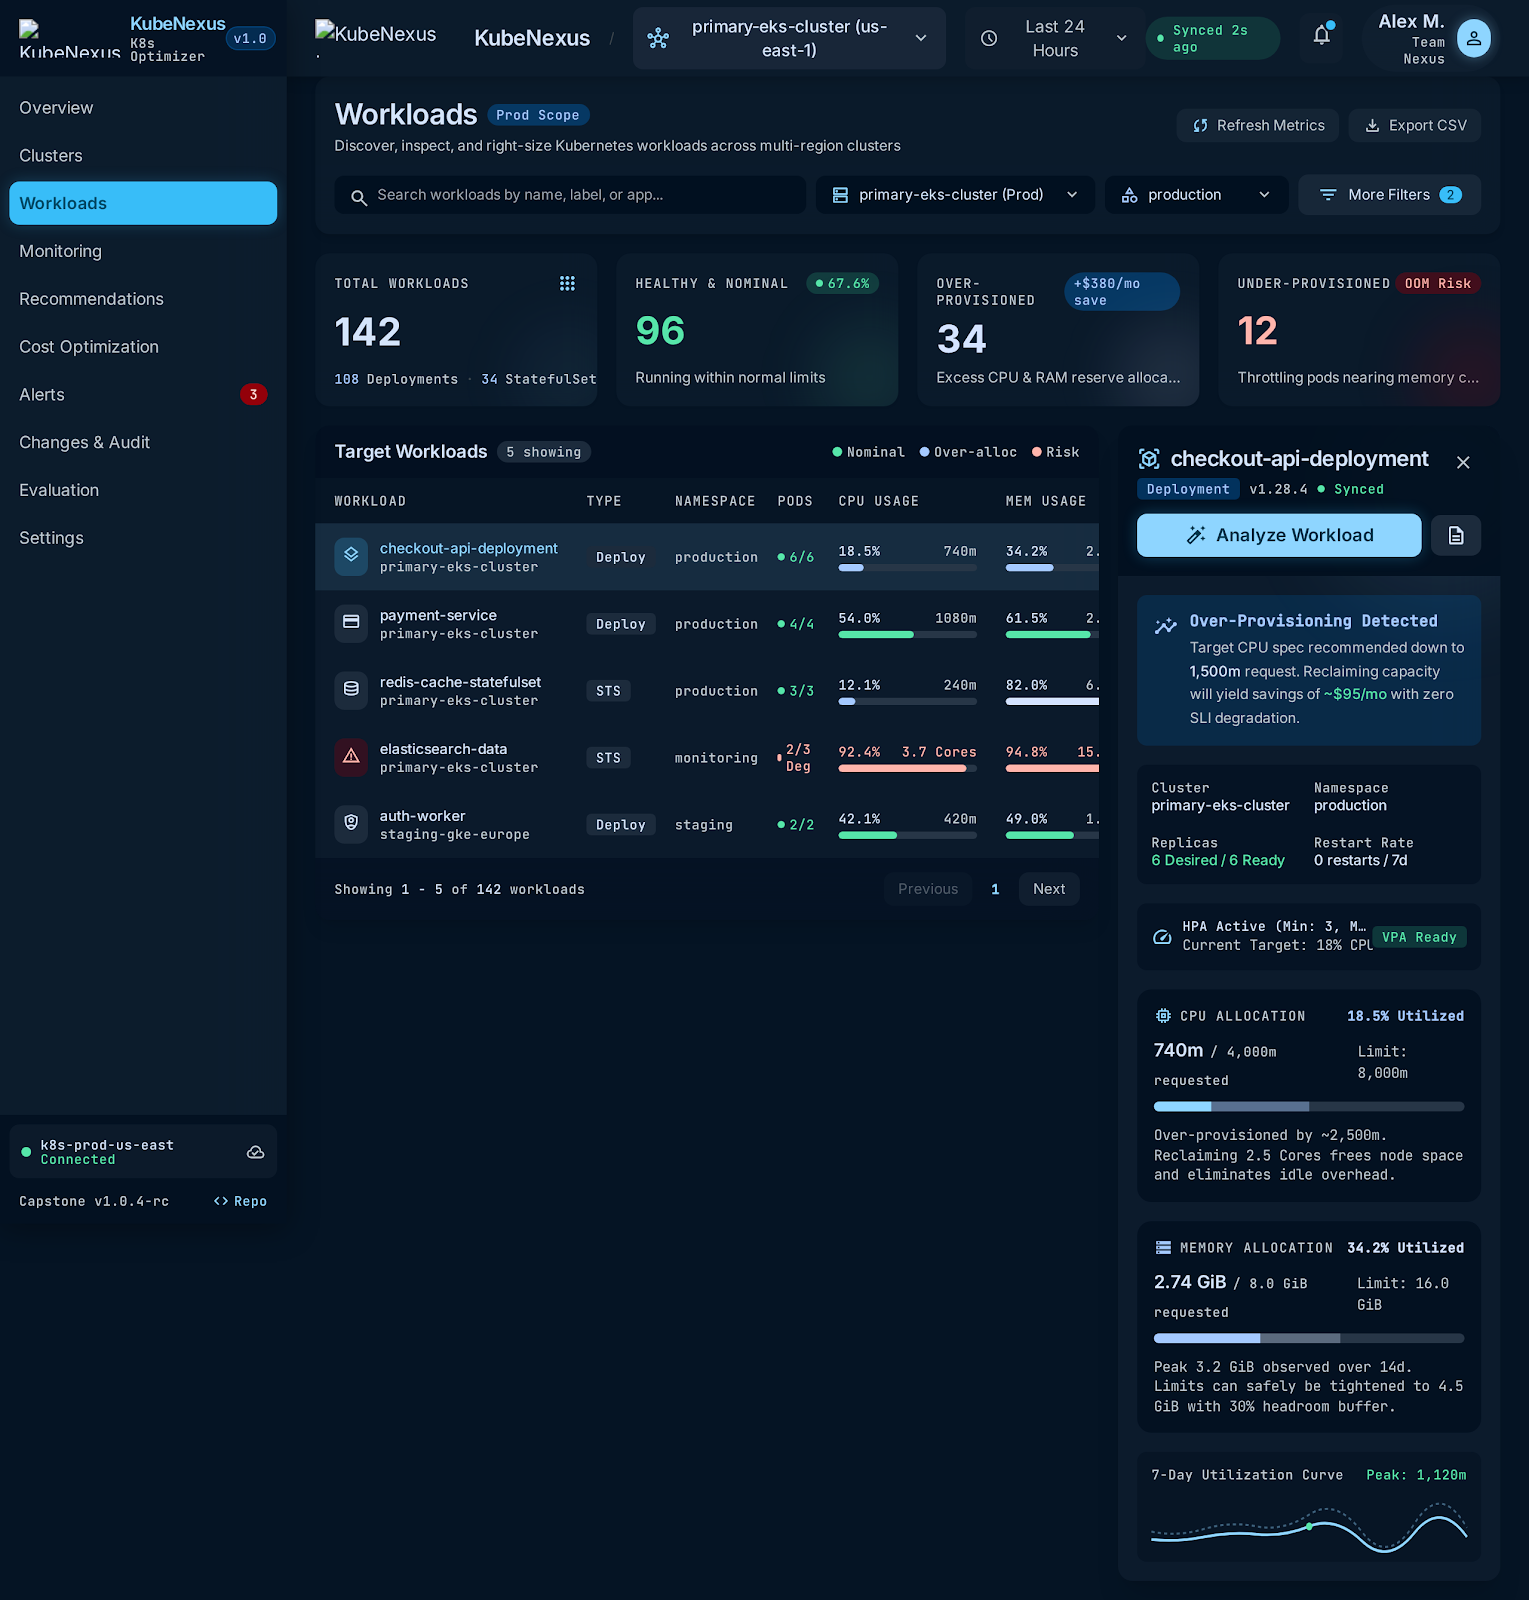 KubeNexus
KubeNexus
K8s
Optimizer
v1.0
Overview
Clusters
Workloads
Monitoring
Recommendations
Cost Optimization
Alerts
3
Changes & Audit
Evaluation
Settings
k8s-prod-us-east
Connected
Capstone v1.0.4-rc
<> Repo
KubeNexus
KubeNexus
/
primary-eks-cluster (us-
east-1)
Last 24
Hours
Synced 2s
ago
Alex M.
Team
Nexus
Workloads
Prod Scope
Discover, inspect, and right-size Kubernetes workloads across multi-region clusters
Refresh Metrics
Export CSV
Search workloads by name, label, or app...
primary-eks-cluster (Prod)
production
More Filters 2
TOTAL WORKLOADS
142
108 Deployments · 34 StatefulSet
HEALTHY & NOMINAL
67.6%
96
Running within normal limits
OVER-
PROVISIONED
+$380/mo
save
34
Excess CPU & RAM reserve alloca...
UNDER-PROVISIONED
OOM Risk
12
Throttling pods nearing memory c...
Target Workloads
5 showing
Nominal
Over-alloc
Risk
WORKLOAD TYPE NAMESPACE PODS CPU USAGE MEM USAGE
checkout-api-deployment
primary-eks-cluster
Deploy production 6/6 18.5% 740m 34.2% 2.
payment-service
primary-eks-cluster
Deploy production 4/4 54.0% 1080m 61.5% 2.
redis-cache-statefulset
primary-eks-cluster
STS production 3/3 12.1% 240m 82.0% 6.
elasticsearch-data
primary-eks-cluster
STS monitoring 2/3
Deg
92.4% 3.7 Cores 94.8% 15.
auth-worker
staging-gke-europe
Deploy staging 2/2 42.1% 420m 49.0% 1.
Showing 1 - 5 of 142 workloads
Previous
1
Next
checkout-api-deployment
Deployment
v1.28.4
Synced
Analyze Workload
Over-Provisioning Detected
Target CPU spec recommended down to
1,500m request. Reclaiming capacity
will yield savings of ~$95/mo with zero
SLI degradation.
Cluster
primary-eks-cluster
Namespace
production
Replicas
6 Desired / 6 Ready
Restart Rate
0 restarts / 7d
HPA Active (Min: 3, M...
Current Target: 18% CPU
VPA Ready
CPU ALLOCATION
18.5% Utilized
740m / 4,000m
requested
Limit:
8,000m
Over-provisioned by ~2,500m.
Reclaiming 2.5 Cores frees node space
and eliminates idle overhead.
MEMORY ALLOCATION
34.2% Utilized
2.74 GiB / 8.0 GiB
requested
Limit: 16.0
GiB
Peak 3.2 GiB observed over 14d.
Limits can safely be tightened to 4.5
GiB with 30% headroom buffer.
7-Day Utilization Curve
Peak: 1,120m